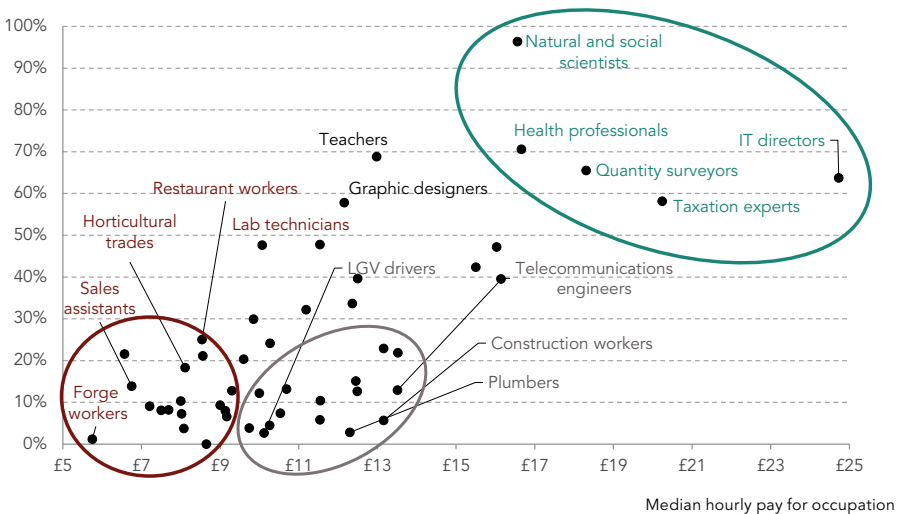 100%
90%
80%
70%
60%
50%
40%
30%
20%
10%
0%
Natural and social
scientists
Health professionals
IT directors
Quantity surveyors
Taxation experts
Teachers
Graphic designers
Restaurant workers
Horticultural
trades
Lab technicians
LGV drivers
Telecommunications
engineers
Sales
assistants
Construction workers
Plumbers
Forge
workers
£5
£7
£9
£11
£13
£15
£17
£19
£21
£23
£25
Median hourly pay for occupation